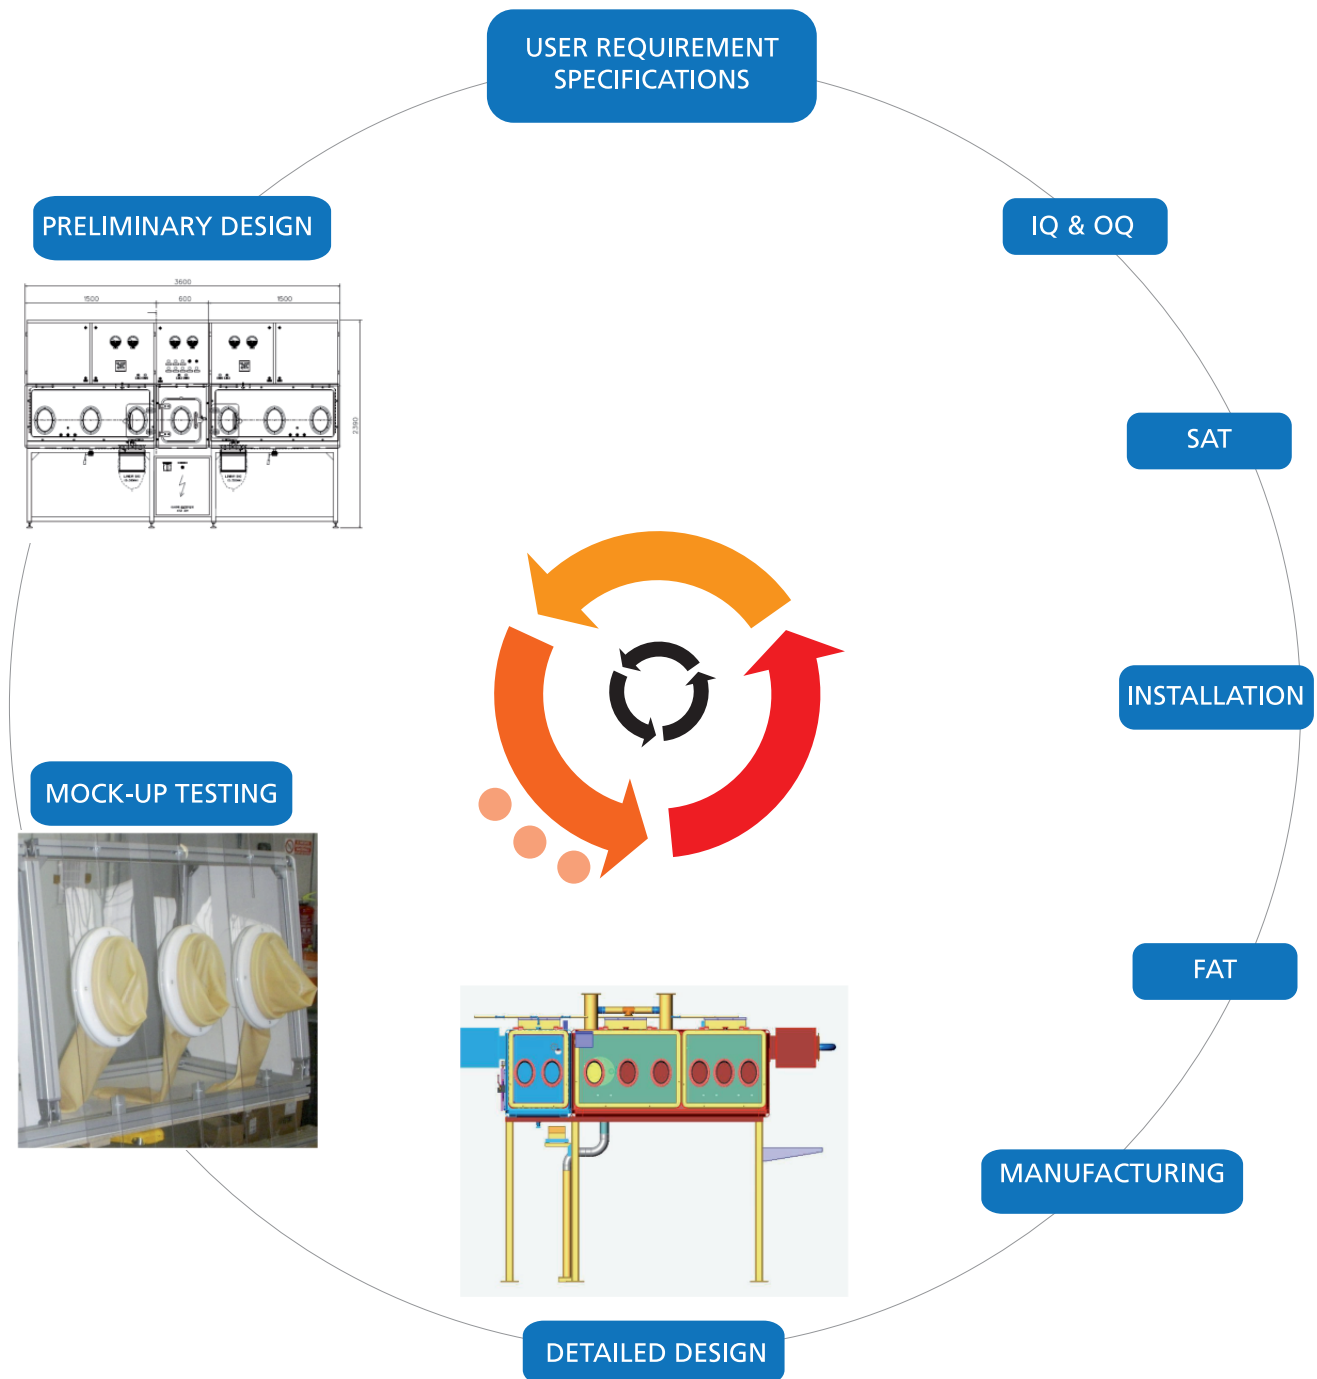 USER REQUIREMENT
SPECIFICATIONS
PRELIMINARY DESIGN
IQ & OQ
3600
1500
600
1500
2390
SAT
INSTALLATION
MOCK-UP TESTING
FAT
MANUFACTURING
DETAILED DESIGN